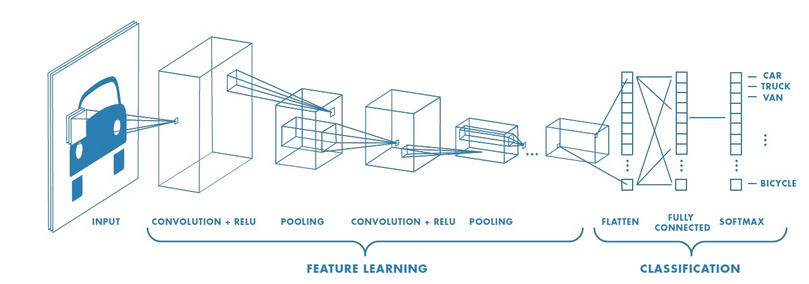 CAR
TRUCK
VAN
BICYCLE
INPUT
CONVOLUTION + RELU
POOLING
CONVOLUTION + RELU
POOLING
FLATTEN
FULLY
CONNECTED
SOFTMAX
FEATURE LEARNING
CLASSIFICATION